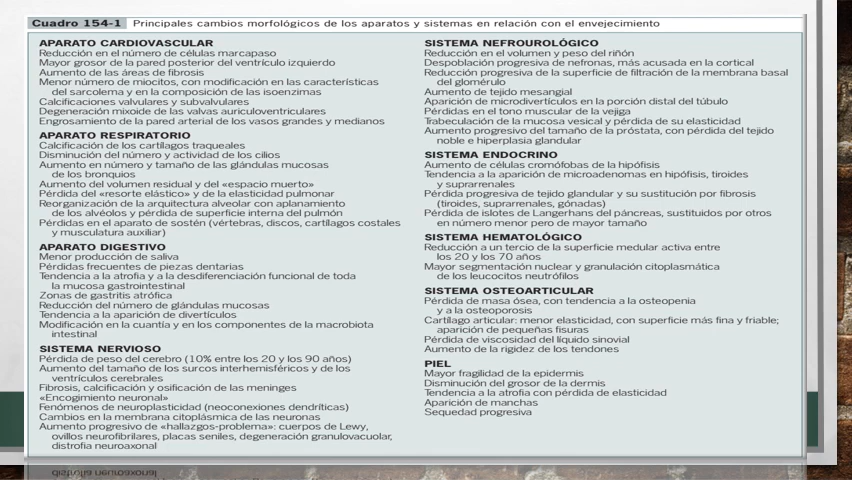 Cuadro 154-1 Principales cambios morfológicos de los aparatos y sistemas en relación con el envejecimiento
APARATO CARDIOVASCULAR
Reducción en el número de células marcapaso
Mayor grosor de la pared posterior del ventrículo izquierdo
Aumento de las áreas de fibrosis
Menor número de miocitos, con modificación en las características
del sarcolema y en la composición de las isoenzimas
Calcificaciones valvulares y subvalvulares
Degeneración mixoide de las valvas auriculoventriculares
Engrosamiento de la pared arterial de los vasos grandes y medianos
APARATO RESPIRATORIO
Calcificación de los cartílagos traqueales
Disminución del número y actividad de los cilios
Aumento en número y tamaño de las glándulas mucosas
de los bronquios
Aumento del volumen residual y del «espacio muerto»
Pérdida del «resorte elástico» y de la elasticidad pulmonar
Reorganización de la arquitectura alveolar con aplanamiento
de los alvéolos y pérdida de superficie interna del pulmón
Pérdidas en el aparato de sostén (vértebras, discos, cartílagos costales
y musculatura auxiliar)
APARATO DIGESTIVO
Menor producción de saliva
Pérdidas frecuentes de piezas dentarias
Tendencia a la atrofia y a la desdiferenciación funcional de toda
la mucosa gastrointestinal
Zonas de gastritis atrófica
Reducción del número de glándulas mucosas
Tendencia a la aparición de divertículos
Modificación en la cuantía y en los componentes de la macrobiota
intestinal
SISTEMA NERVIOSO
Pérdida de peso del cerebro (10% entre los 20 y los 90 años)
Aumento del tamaño de los surcos interhemisféricos y de los
ventrículos cerebrales
Fibrosis, calcificación y osificación de las meninges
«Encogimiento neuronal»
Fenómenos de neuroplasticidad (neoconexiones dendríticas)
Cambios en la membrana citoplásmica de las neuronas
Aumento progresivo de «hallazgos-problema»: cuerpos de Lewy,
ovillos neurofibrilares, placas seniles, degeneración granulovacuolar,
distrofia neuroaxonal
SISTEMA NEFROUROLÓGICO
Reducción en el volumen y peso del riñón
Despoblación progresiva de nefronas, más acusada en la cortical
Reducción progresiva de la superficie de filtración de la membrana basal
del glomérulo
Aumento de tejido mesangial
Aparición de microdivertículos en la porción distal del túbulo
Pérdidas en el tono muscular de la vejiga
Trabeculación de la mucosa vesical y pérdida de su elasticidad
Aumento progresivo del tamaño de la próstata, con pérdida del tejido
noble e hiperplasia glandular
SISTEMA ENDOCRINO
Aumento de células cromófobas de la hipófisis
Tendencia a la aparición de microadenomas en hipófisis, tiroides
y suprarrenales
Pérdida progresiva de tejido glandular y su sustitución por fibrosis
(tiroides, suprarrenales, gónadas)
Pérdida de islotes de Langerhans del páncreas, sustituidos por otros
en número menor pero de mayor tamaño
SISTEMA HEMATOLÓGICO
Reducción a un tercio de la superficie medular activa entre
los 20 y los 70 años
Mayor segmentación nuclear y granulación citoplasmática
de los leucocitos neutrófilos
SISTEMA OSTEOARTICULAR
Pérdida de masa ósea, con tendencia a la osteopenia
y a la osteoporosis
Cartílago articular: menor elasticidad, con superficie más fina y friable;
aparición de pequeñas fisuras
Pérdida de viscosidad del líquido sinovial
Aumento de la rigidez de los tendones
PIEL
Mayor fragilidad de la epidermis
Disminución del grosor de la dermis
Tendencia a la atrofia con pérdida de elasticidad
Aparición de manchas
Sequedad progresiva